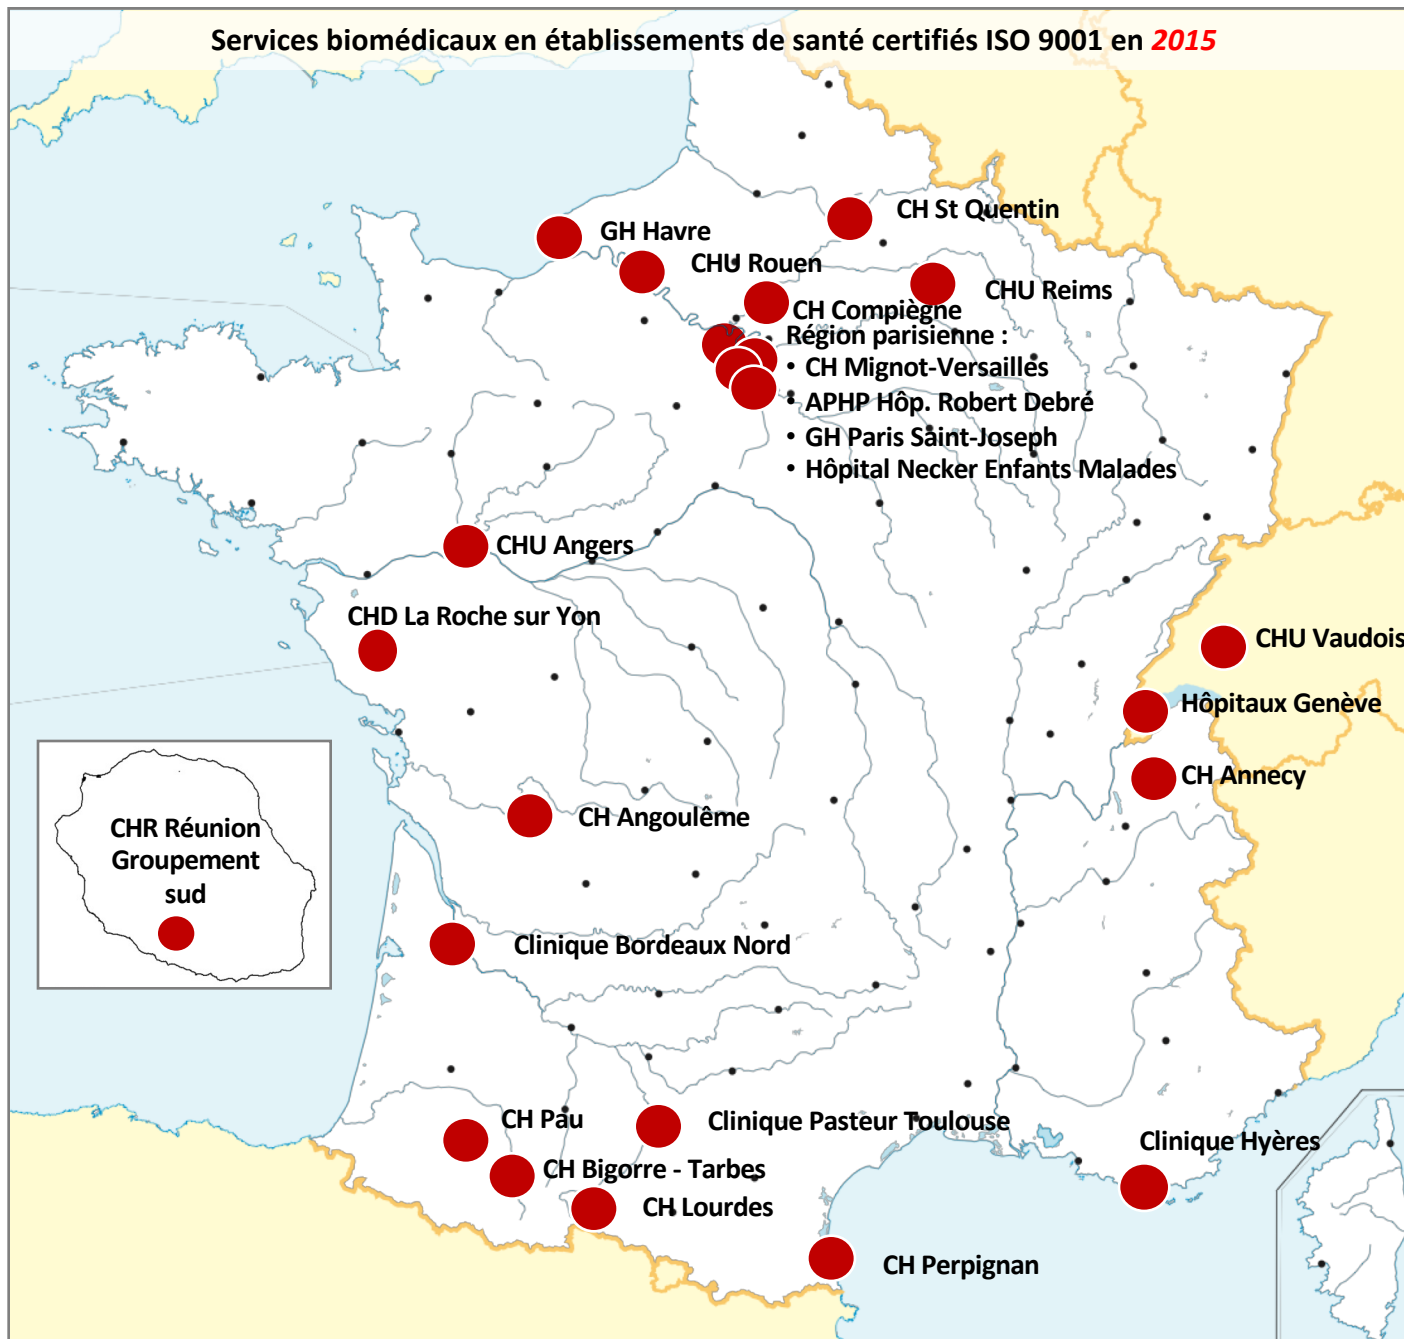 Services biomédicaux en établissements de santé certifiés ISO 9001 en 2015
CH St Quentin
GH Havre
CHU Rouen
CHU Reims
CH Compiègne
Région parisienne :
• CH Mignot-Versailles
• APHP Hôp. Robert Debré
• GH Paris Saint-Joseph
• Hôpital Necker Enfants Malades
CHU Angers
CHD La Roche sur Yon
CHU Vaudois
Hôpitaux Genève
CH Annecy
CH Angoulême
CHR Réunion
Groupement
sud
Clinique Bordeaux Nord
CH Pau
Clinique Pasteur Toulouse
Clinique Hyères
CH Bigorre - Tarbes
CH Lourdes
CH Perpignan